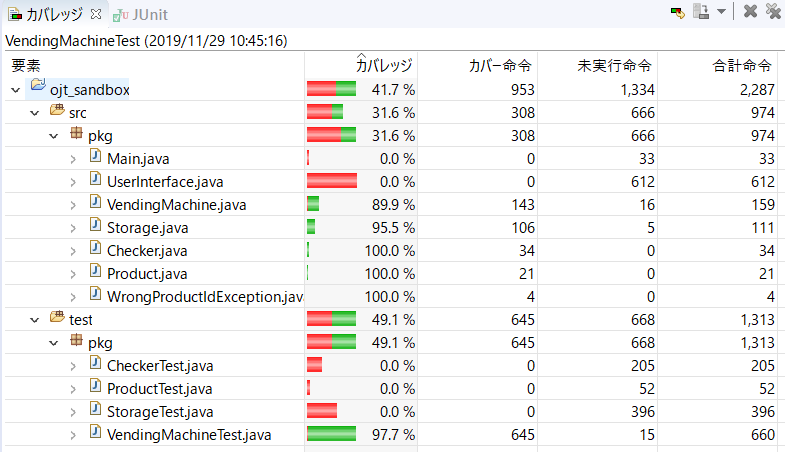 カバレッジ JUnit
VendingMachineTest (2019/11/29 10:45:16)
要素 カバレッジ カバー命令 未実行命令 合計命令
ojt_sandbox 41.7 % 953 1,334 2,287
src 31.6 % 308 666 974
pkg 31.6 % 308 666 974
Main.java 0.0 % 0 33 33
UserInterface.java 0.0 % 0 612 612
VendingMachine.java 89.9 % 143 16 159
Storage.java 95.5 % 106 5 111
Checker.java 100.0 % 34 0 34
Product.java 100.0 % 21 0 21
WrongProductIdException.java 100.0 % 4 0 4
test 49.1 % 645 668 1,313
pkg 49.1 % 645 668 1,313
CheckerTest.java 0.0 % 0 205 205
ProductTest.java 0.0 % 0 52 52
StorageTest.java 0.0 % 0 396 396
VendingMachineTest.java 97.7 % 645 15 660